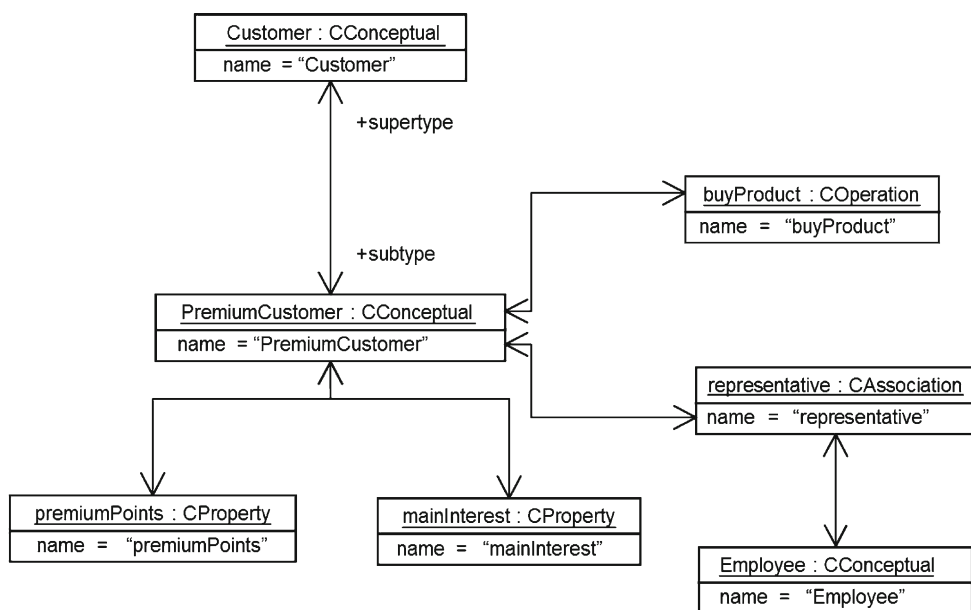 Customer : CConceptual
name = “Customer”
+supertype
buyProduct : COperation
name = “buyProduct”
+subtype
PremiumCustomer : CConceptual
name = “PremiumCustomer”
representative : CAssociation
name = “representative”
premiumPoints : CProperty
name = “premiumPoints”
mainInterest : CProperty
name = “mainInterest”
Employee : CConceptual
name = “Employee”